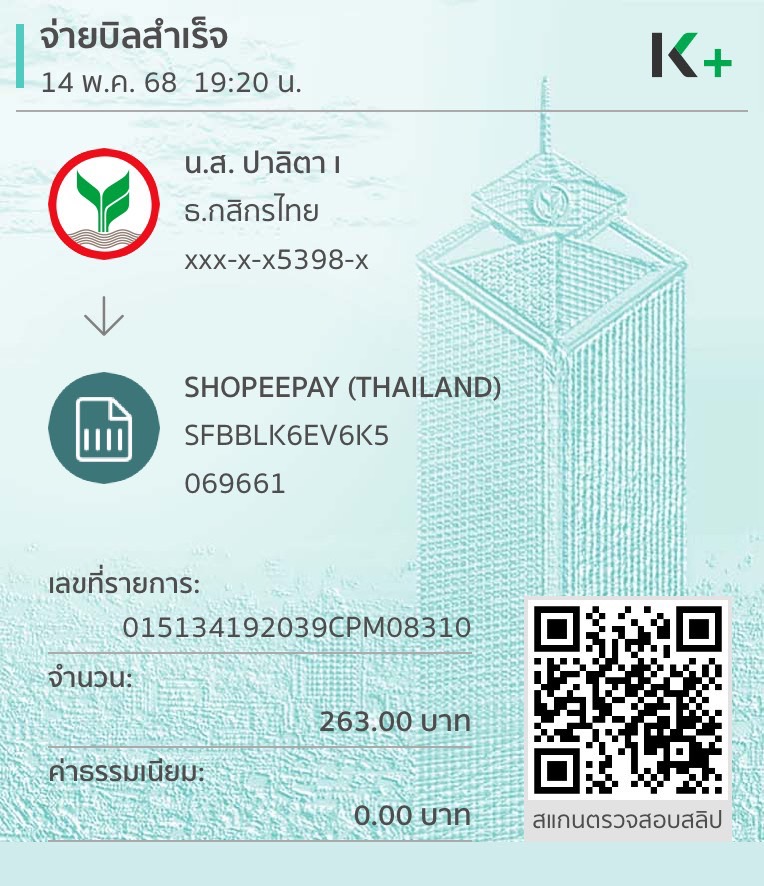 จ่ายบิลสำเร็จ
14 พ.ค. 68 19:20 น.
K+
น.ส. ปาลิตา เ
ธ.กสิกรไทย
xxx-x-x5398-x
SHOPEEPAY (THAILAND)
SFBBLK6EV6K5
069661
เลขที่รายการ:
015134192039CPM08310
จำนวน:
263.00 บาท
ค่าธรรมเนียม:
0.00 บาท
สแกนตรวจสอบสลิป